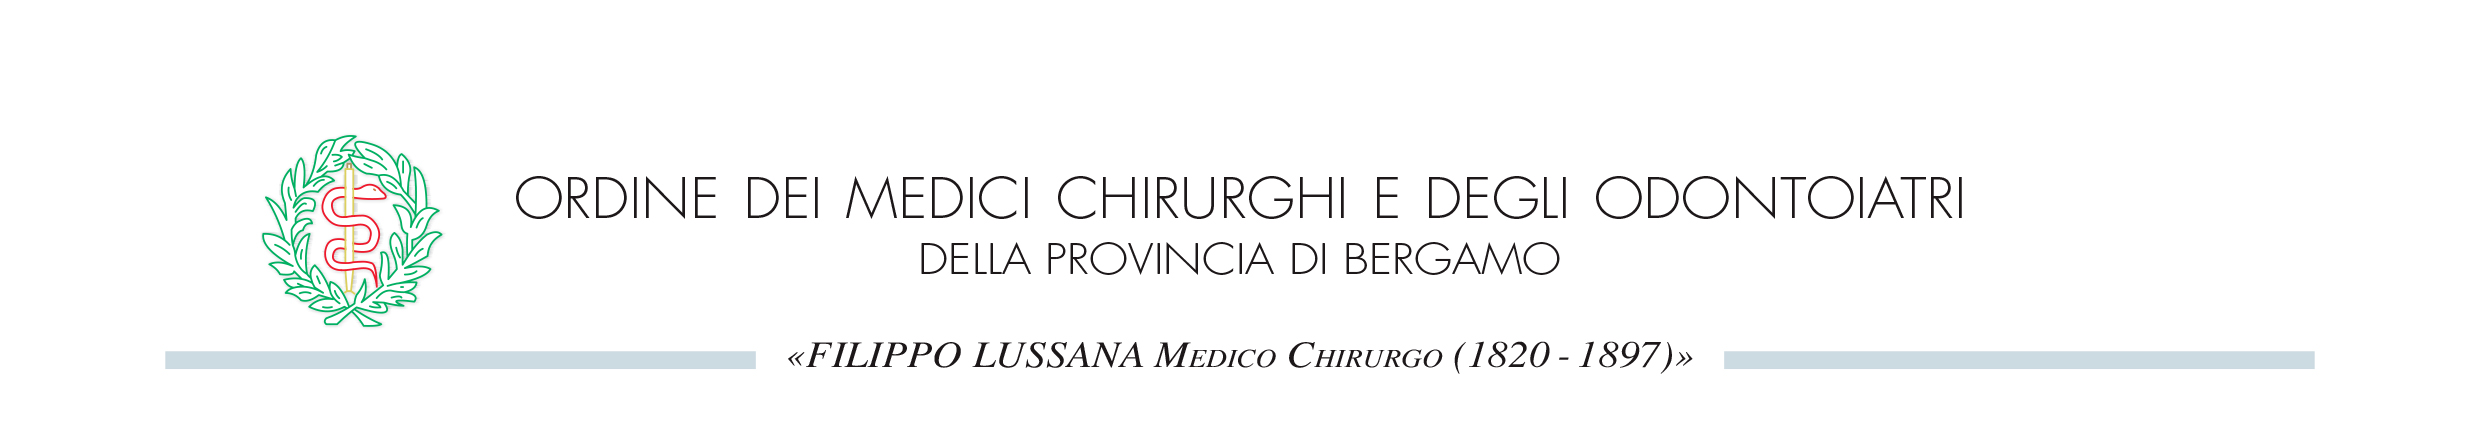 ORDINE DEI MEDICI CHIRURGHI E DEGLI ODONTOIATRI
DELLA PROVINCIA DI BERGAMO
«FILIPPO LUSSANA Medico Chirurgo (1820 - 1897)»